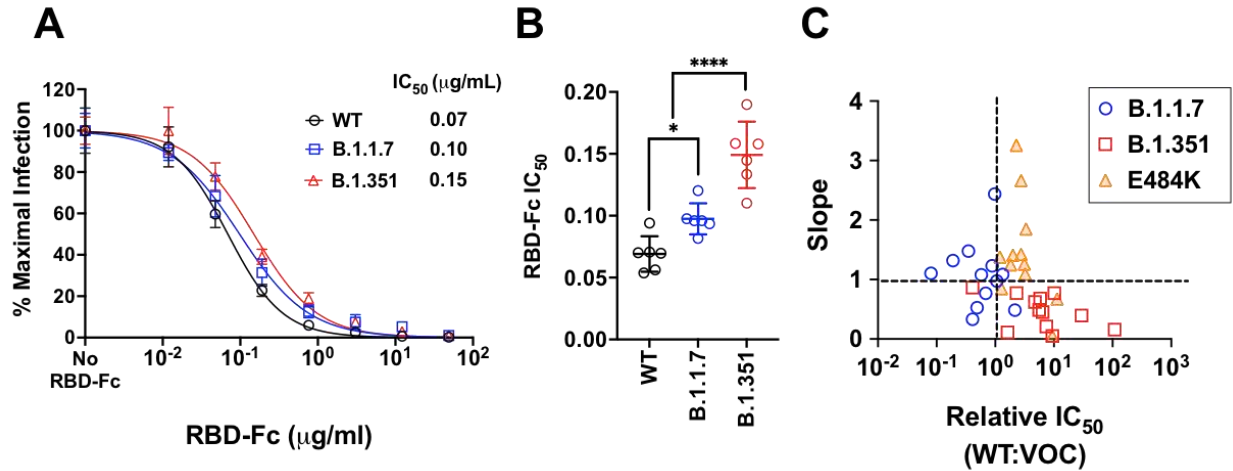 A
B
C
IC50 (μg/mL)
WT 0.07
B.1.1.7 0.10
B.1.351 0.15
% Maximal Infection
120
100
80
60
40
20
0
No
RBD-Fc
10-2
10-1
100
101
102
RBD-Fc (μg/ml)
RBD-Fc IC50
0.20
0.15
0.10
0.05
0.00
*
****
WT
B.1.1.7
B.1.351
Slope
4
3
2
1
0
10-2
10-1
100
101
102
103
Relative IC50
(WT:VOC)
B.1.1.7
B.1.351
E484K